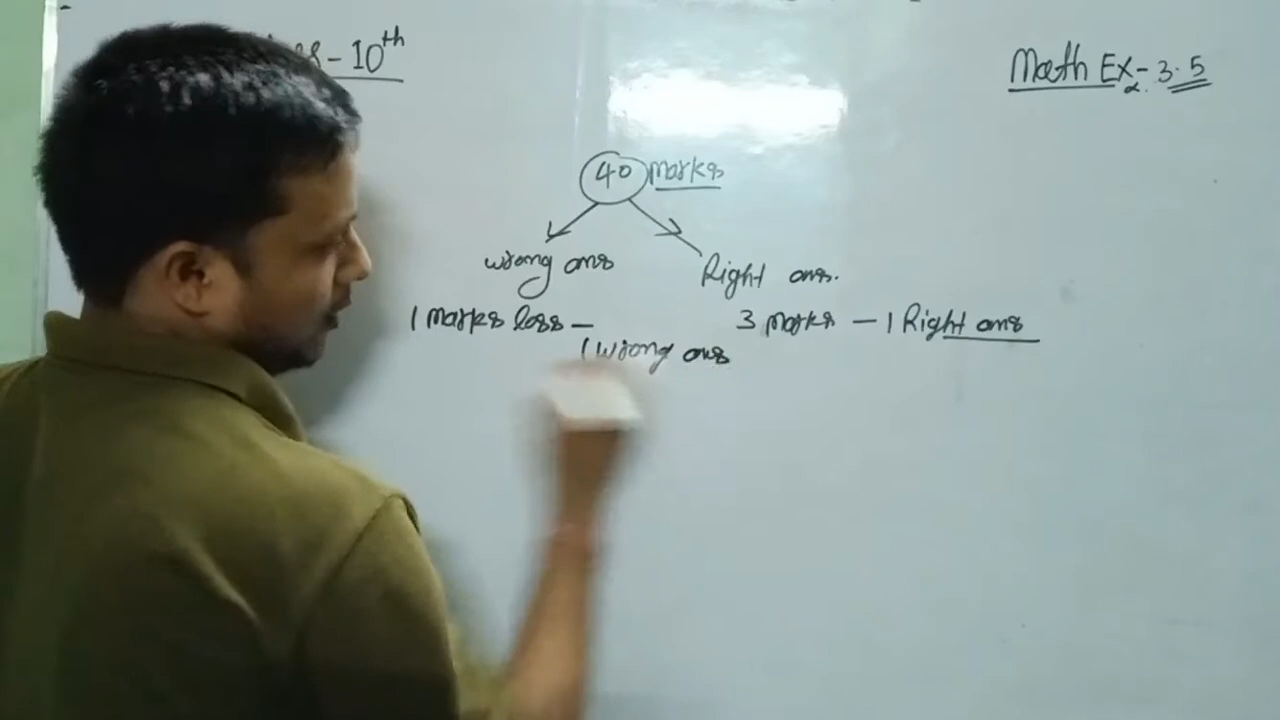 - 10th
Math Ex- 3.5
40 marks
wrong ans
Right ans.
1 marks loss -
1 wrong ans
3 marks - 1 Right ans